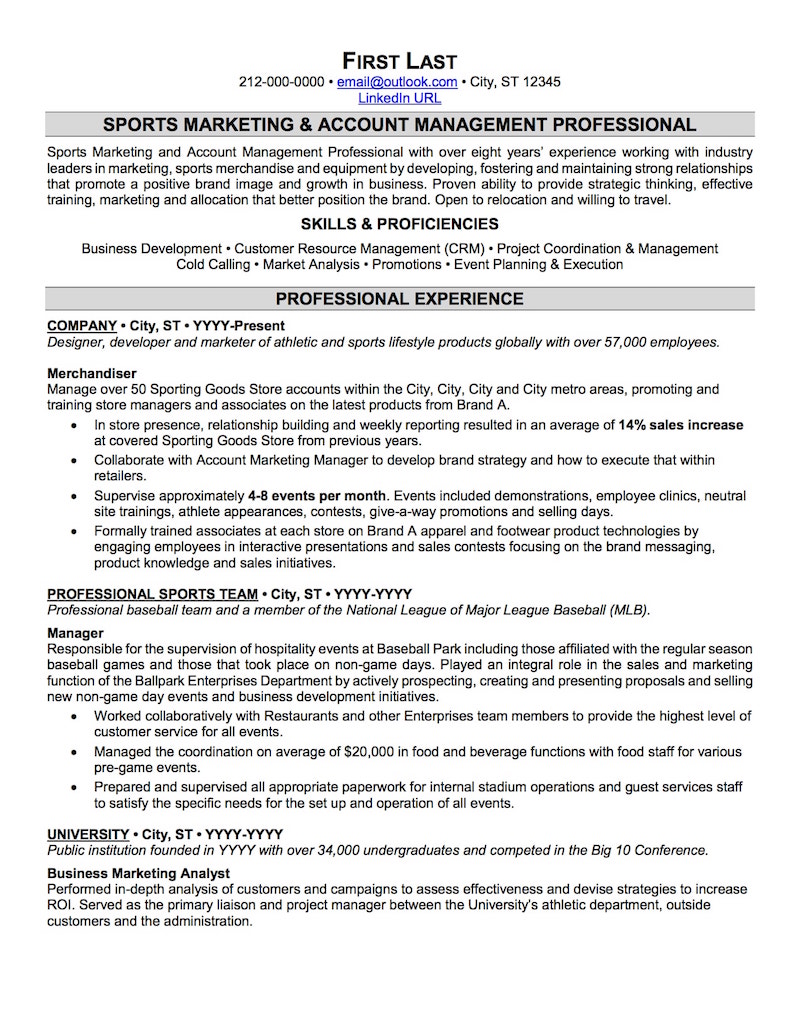 FIRST LAST
212-000-0000 • email@outlook.com • City, ST 12345
LinkedIn URL
SPORTS MARKETING & ACCOUNT MANAGEMENT PROFESSIONAL
Sports Marketing and Account Management Professional with over eight years' experience working with industry
leaders in marketing, sports merchandise and equipment by developing, fostering and maintaining strong relationships
that promote a positive brand image and growth in business. Proven ability to provide strategic thinking, effective
training, marketing and allocation that better position the brand. Open to relocation and willing to travel.
SKILLS & PROFICIENCIES
Business Development • Customer Resource Management (CRM) • Project Coordination & Management
Cold Calling • Market Analysis • Promotions • Event Planning & Execution
PROFESSIONAL EXPERIENCE
COMPANY • City, ST • YYYY-Present
Designer, developer and marketer of athletic and sports lifestyle products globally with over 57,000 employees.
Merchandiser
Manage over 50 Sporting Goods Store accounts within the City, City, City and City metro areas, promoting and
training store managers and associates on the latest products from Brand A.
• In store presence, relationship building and weekly reporting resulted in an average of 14% sales increase
at covered Sporting Goods Store from previous years.
• Collaborate with Account Marketing Manager to develop brand strategy and how to execute that within
retailers.
• Supervise approximately 4-8 events per month. Events included demonstrations, employee clinics, neutral
site trainings, athlete appearances, contests, give-a-way promotions and selling days.
• Formally trained associates at each store on Brand A apparel and footwear product technologies by
engaging employees in interactive presentations and sales contests focusing on the brand messaging,
product knowledge and sales initiatives.
PROFESSIONAL SPORTS TEAM • City, ST • YYYY-YYYY
Professional baseball team and a member of the National League of Major League Baseball (MLB).
Manager
Responsible for the supervision of hospitality events at Baseball Park including those affiliated with the regular season
baseball games and those that took place on non-game days. Played an integral role in the sales and marketing
function of the Ballpark Enterprises Department by actively prospecting, creating and presenting proposals and selling
new non-game day events and business development initiatives.
• Worked collaboratively with Restaurants and other Enterprises team members to provide the highest level of
customer service for all events.
• Managed the coordination on average of $20,000 in food and beverage functions with food staff for various
pre-game events.
• Prepared and supervised all appropriate paperwork for internal stadium operations and guest services staff
to satisfy the specific needs for the set up and operation of all events.
UNIVERSITY • City, ST • YYYY-YYYY
Public institution founded in YYYY with over 34,000 undergraduates and competed in the Big 10 Conference.
Business Marketing Analyst
Performed in-depth analysis of customers and campaigns to assess effectiveness and devise strategies to increase
ROI. Served as the primary liaison and project manager between the University's athletic department, outside
customers and the administration.